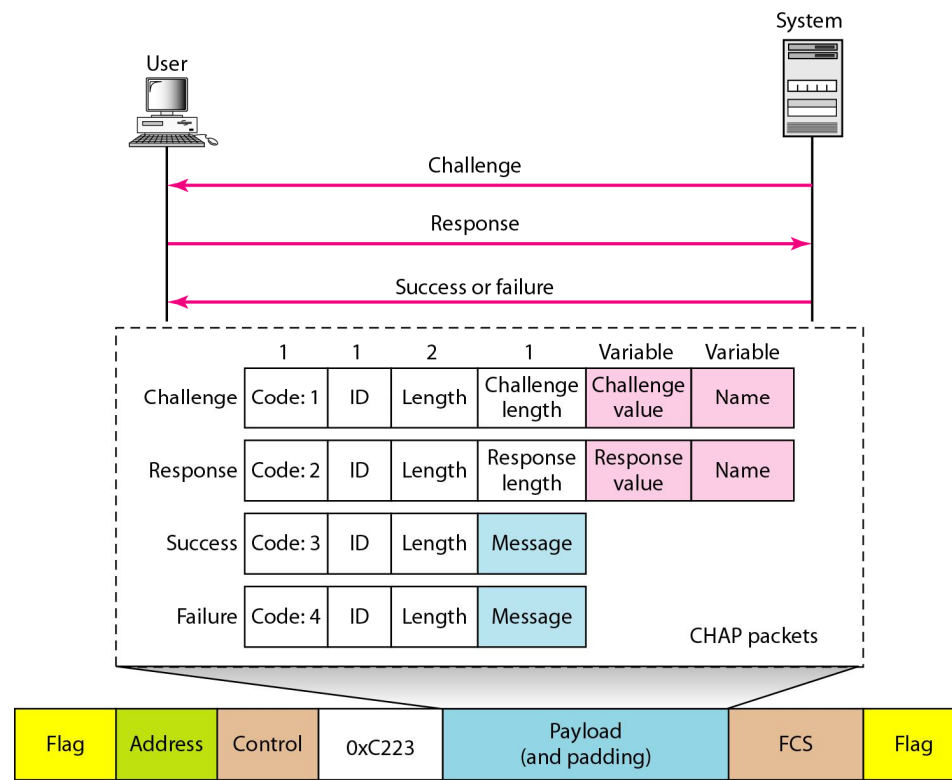 System
User
Challenge
Response
Success or failure
1 1 2 1 Variable Variable
Challenge Code: 1 ID Length Challenge length Challenge value Name
Response Code: 2 ID Length Response length Response value Name
Success Code: 3 ID Length Message
Failure Code: 4 ID Length Message
CHAP packets
Flag Address Control 0xC223 Payload (and padding) FCS Flag